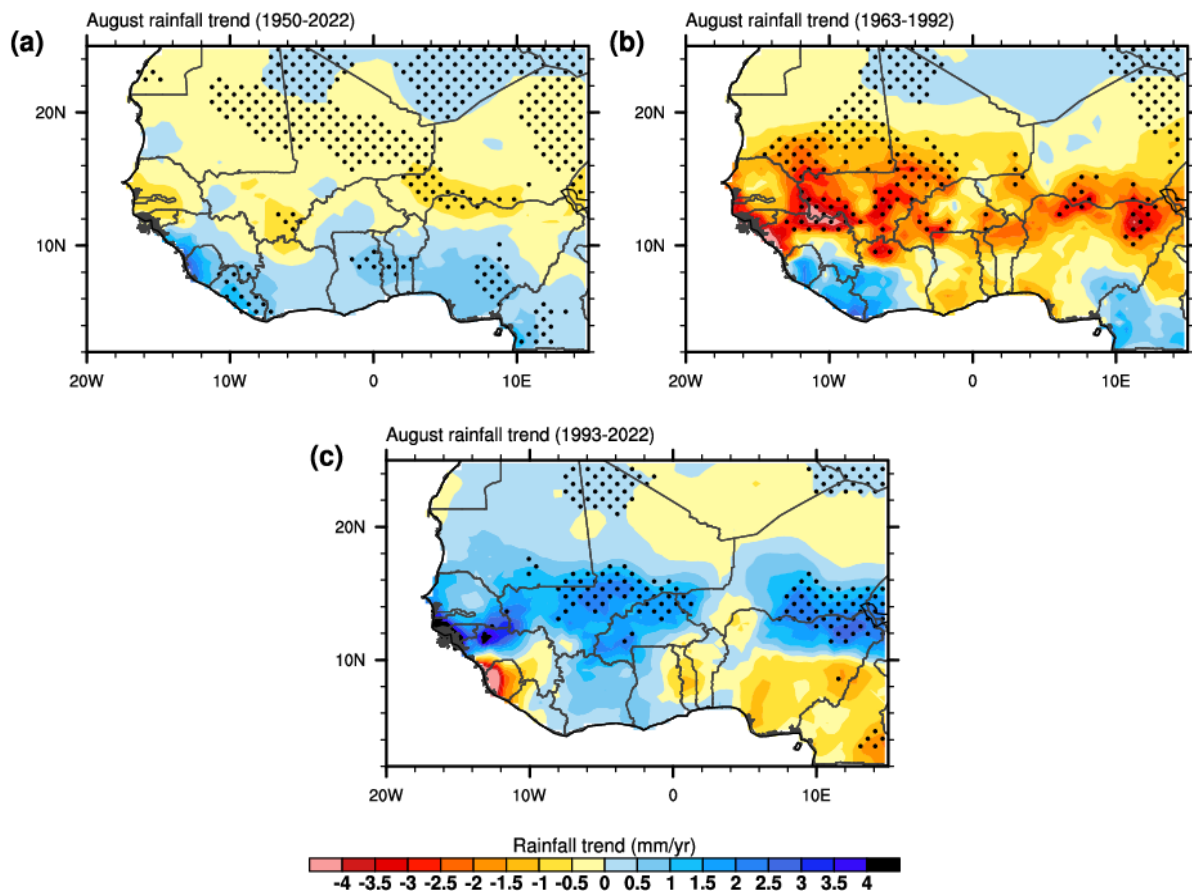 August rainfall trend (1950-2022)
(a)
20N
10N
20W 10W 0 10E
August rainfall trend (1963-1992)
(b)
20N
10N
20W 10W 0 10E
August rainfall trend (1993-2022)
(c)
20N
10N
20W 10W 0 10E
Rainfall trend (mm/yr)
-4 -3.5 -3 -2.5 -2 -1.5 -1 -0.5 0 0.5 1 1.5 2 2.5 3 3.5 4